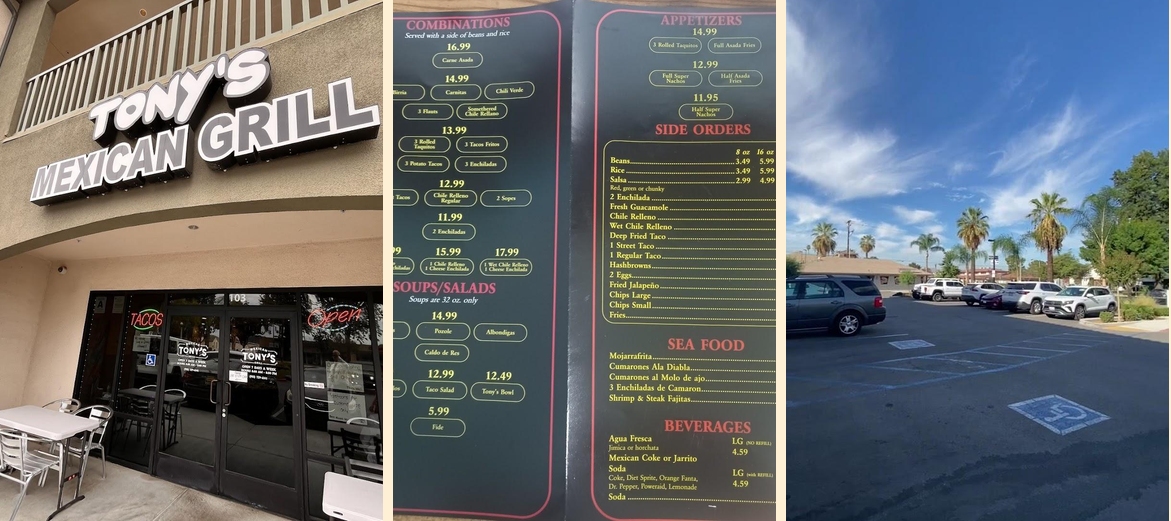 TONY'S
MEXICAN GRILL
103
TACOS
Open
TONY'S
TONY'S
COMBINATIONS
Served with a side of beans and rice
16.99
Carne Asada
14.99
Carnitas
Chili Verde
3 Flauts
Somethered
Chile Rellano
13.99
3 Rolled
Taquitos
3 Tacos Fritos
3 Potato Tacos
3 Enchiladas
12.99
Tacos
Chile Relleno
Regular
2 Sopes
11.99
2 Enchiladas
15.99
17.99
1 Chile Relleno
1 Cheese Enchilada
1 Wet Chile Relleno
1 Cheese Enchilada
SOUPS/SALADS
Soups are 32 oz. only
14.99
Pozole
Albondigas
Caldo de Res
12.99
12.49
Taco Salad
Tony's Bowl
5.99
Fide
APPETIZERS
14.99
3 Rolled Taquitos
Full Asada Fries
12.99
Full Super
Nachos
Half Asada
Fries
11.95
Half Super
Nachos
SIDE ORDERS
8 oz 16 oz
Beans 3.49 5.99
Rice 3.49 5.99
Salsa 2.99 4.99
Red, green or chunky
2 Enchilada
Fresh Guacamole
Chile Relleno
Wet Chile Relleno
Deep Fried Taco
1 Street Taco
1 Regular Taco
Hashbrowns
2 Eggs
Fried Jalapeño
Chips Large
Chips Small
Fries
SEA FOOD
Mojarrafrita
Cumarones Ala Diabla
Cumarones al Molo de ajo
3 Enchiladas de Camaron
Shrimp & Steak Fajitas
BEVERAGES
Agua Fresca LG (NO REFILL)
Jimica or horchata 4.59
Mexican Coke or Jarrito
Soda LG (with REFILL)
Coke, Diet Sprite, Orange Fanta, 4.59
Dr. Pepper, Poweraid, Lemonade
Soda